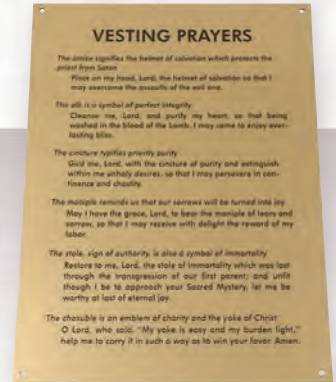 VESTING PRAYERS
The amice signifies the helmet of salvation which protects the
priest from Satan
Place on my head, Lord, the helmet of salvation so that I
may overcome the assaults of the evil one.
The alb is a symbol of perfect integrity
Cleanse me, Lord, and purify my heart, so that being
washed in the blood of the Lamb, I may come to enjoy ever-
lasting bliss.
The cincture typifies priestly purity
Gird me, Lord, with the cincture of purity and extinguish
within me unholy desires, so that I may persevere in con-
tinence and chastity.
The maniple reminds us that our sorrows will be turned into joy
May I have the grace, Lord, to bear the maniple of tears and
sorrow, so that I may receive with delight the reward of my
labor.
The stole, sign of authority, is also a symbol of immortality
Restore to me, Lord, the stole of immortality which was lost
through the transgression of our first parent; and unfit
though I be to approach your Sacred Mystery, let me be
worthy at last of eternal joy.
The chasuble is an emblem of charity and the yoke of Christ
O Lord, who said, "My yoke is easy and my burden light,"
help me to carry it in such a way as to win your favor. Amen.